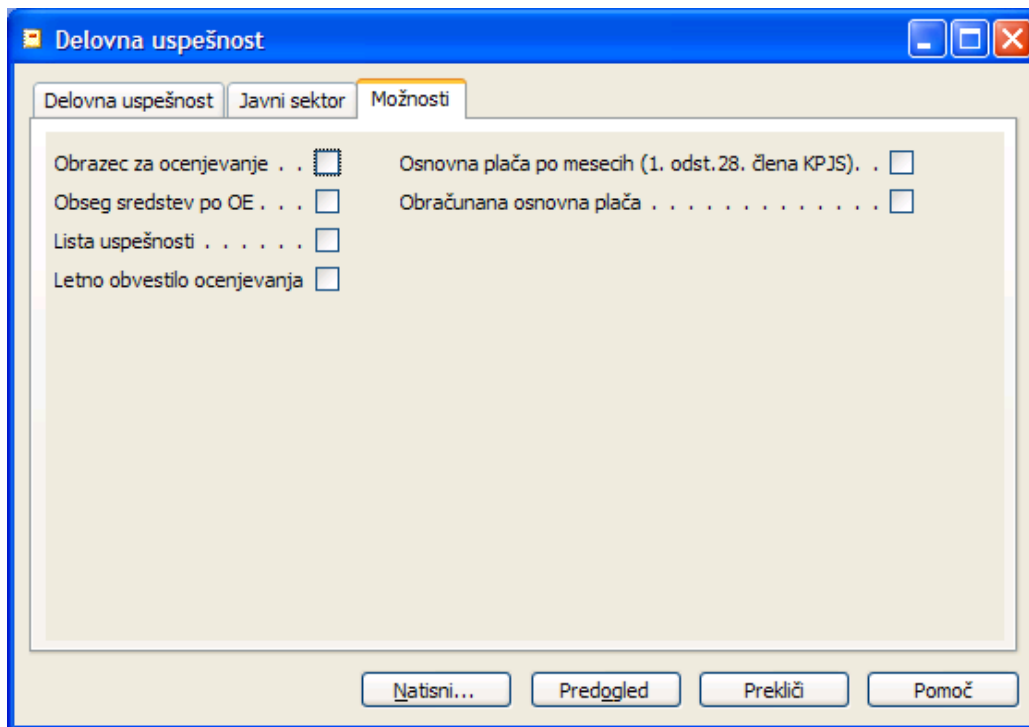 Delovna uspešnost
Delovna uspešnost Javni sektor Možnosti
Obrazec za ocenjevanje . . Osnovna plača po mesecih (1. odst.28. člena KPJS). .
Obseg sredstev po OE . . . Obračunana osnovna plača . . . . . . . . . . . . .
Lista uspešnosti . . . . . .
Letno obvestilo ocenjevanja
Natisni... Predogled Prekliči Pomoč